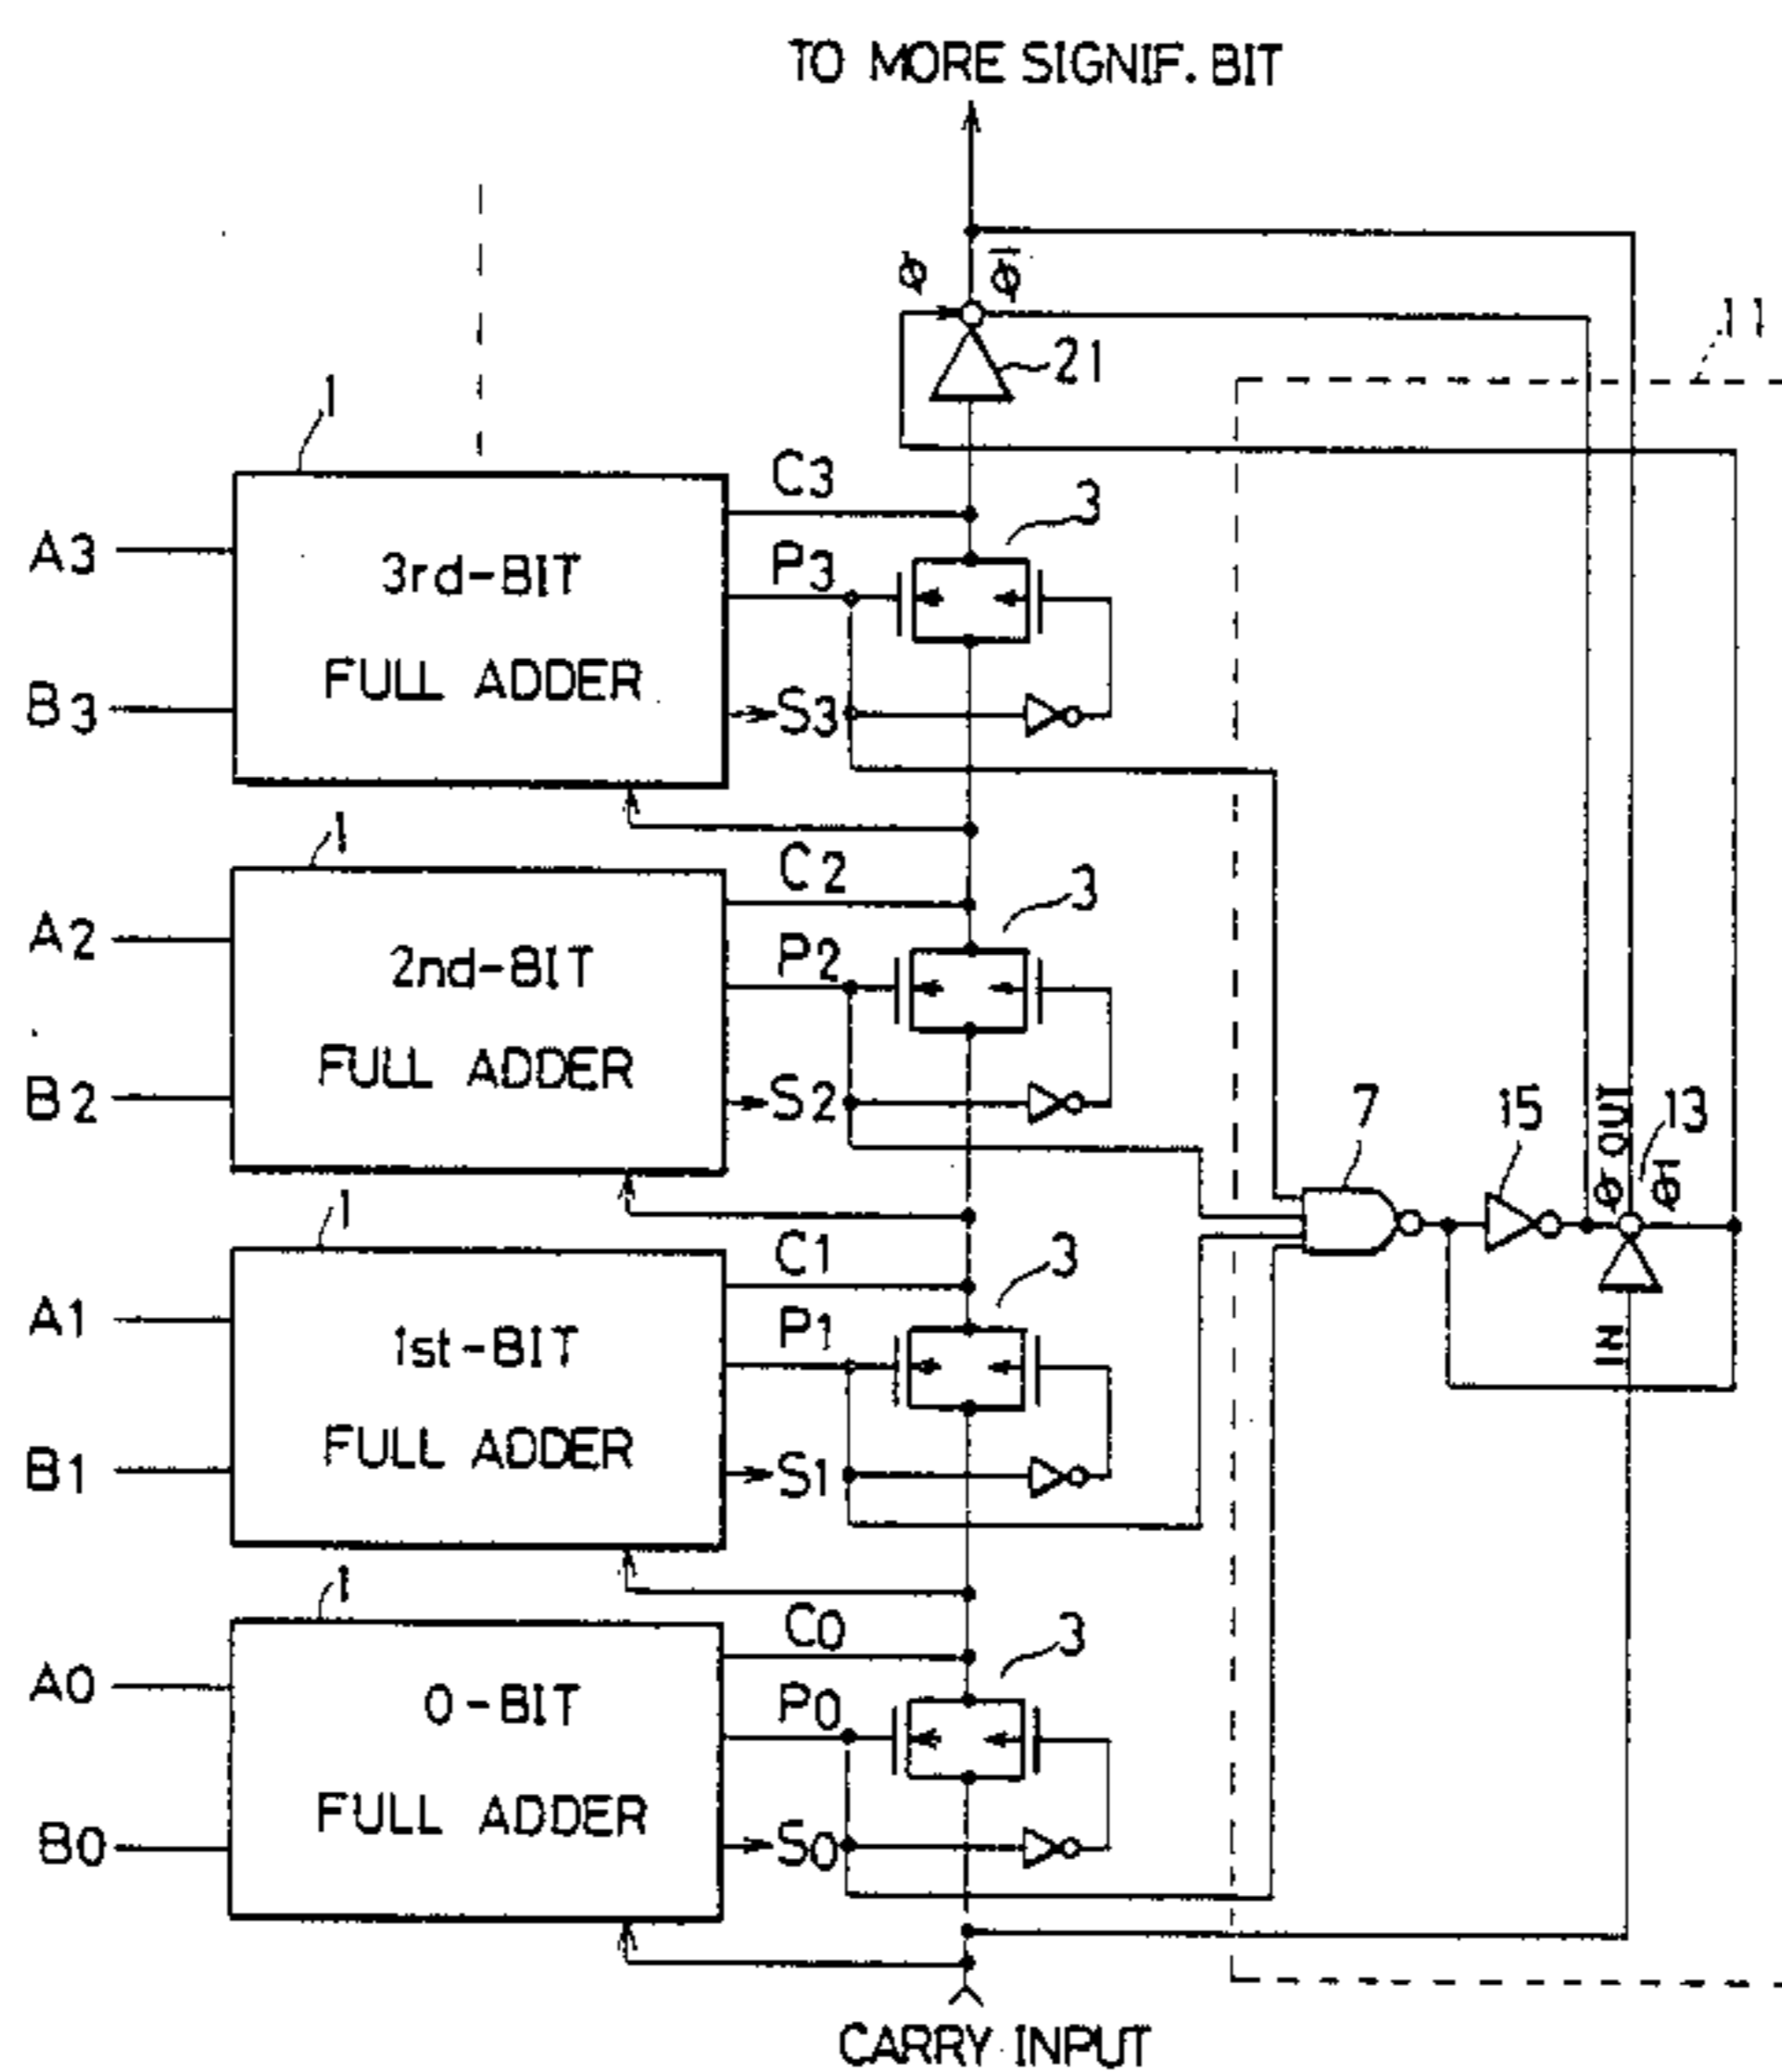 TO MORE SIGNIF. BIT
φ φ̅
21
11
1
A3
B3
3rd-BIT
FULL ADDER
C3
P3
S3
3
1
A2
B2
2nd-BIT
FULL ADDER
C2
P2
S2
3
7
15
φ OUT
13
φ̅
IN
1
A1
B1
1st-BIT
FULL ADDER
C1
P1
S1
3
1
A0
B0
0-BIT
FULL ADDER
C0
P0
S0
3
CARRY INPUT